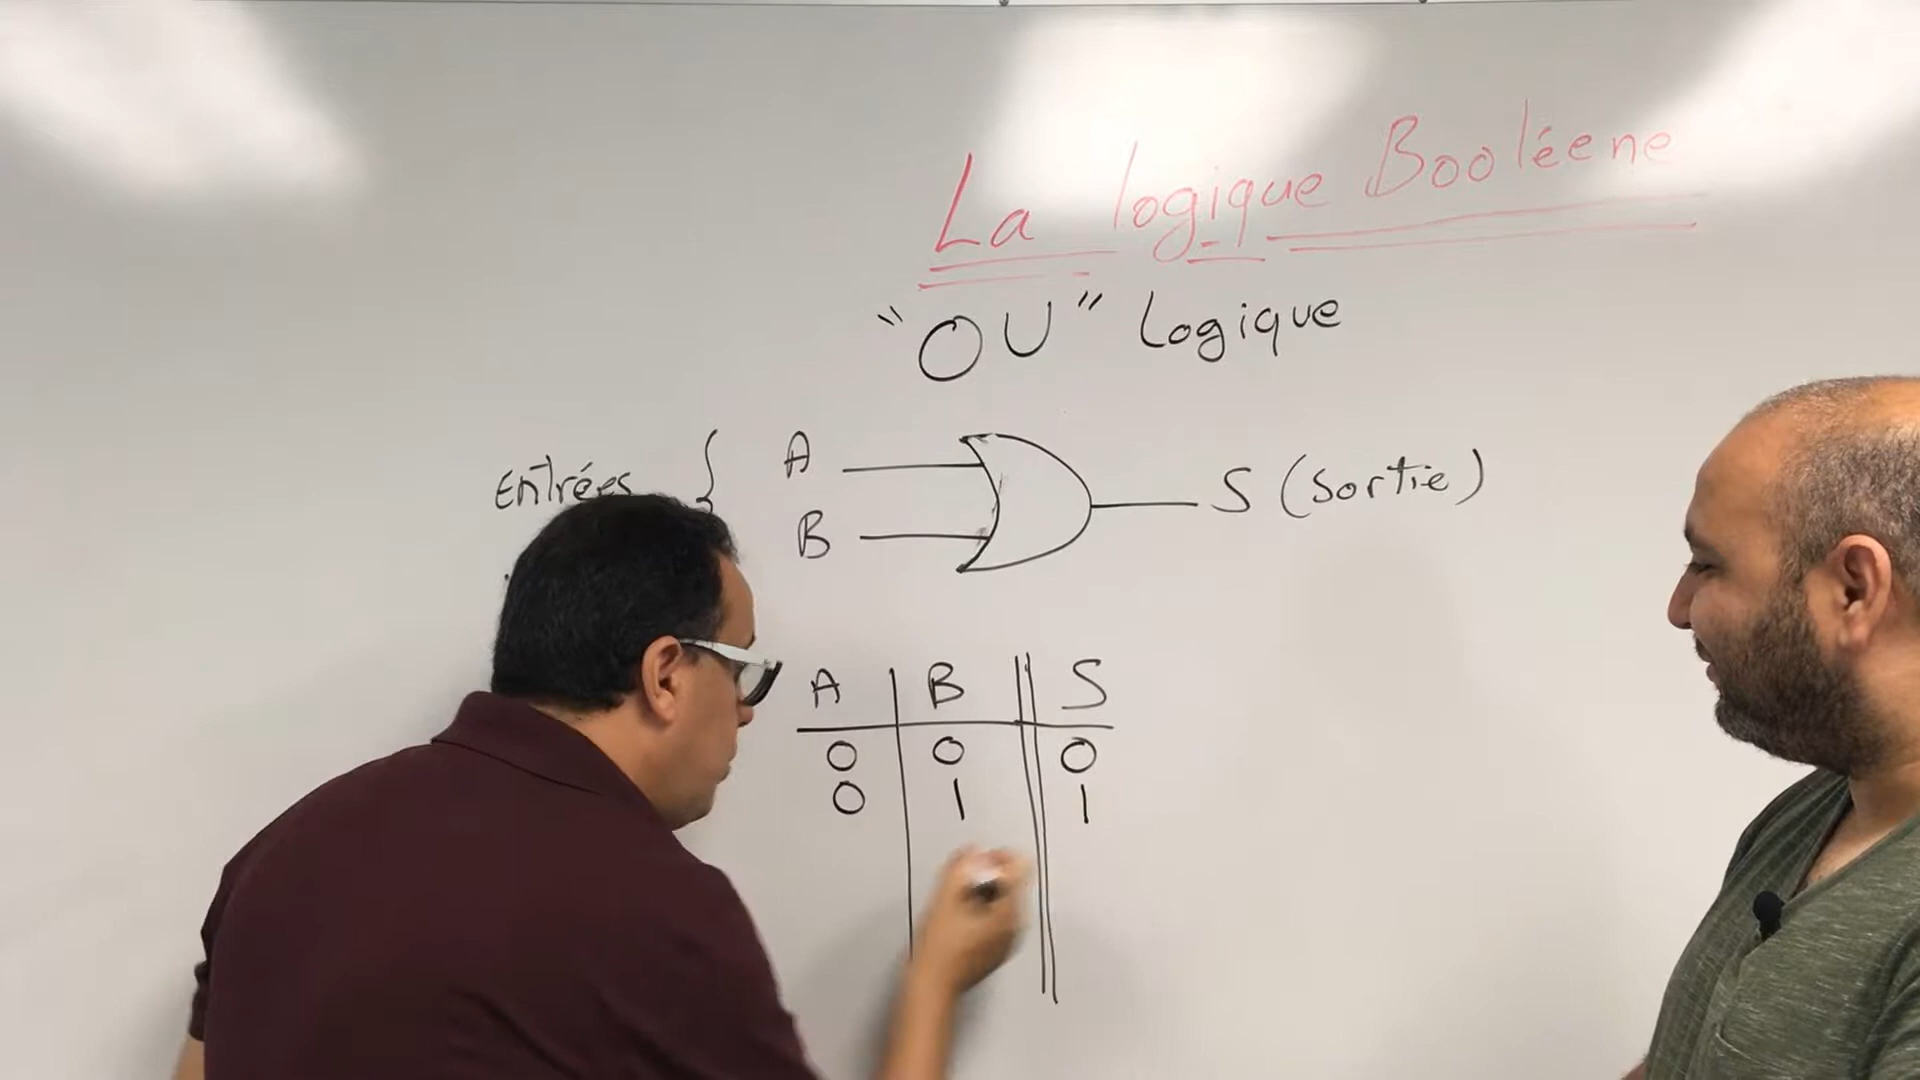 La logique Booléene
"OU" Logique
Entrées { A
B
S (Sortie)
A B S
0 0 0
0 1 1